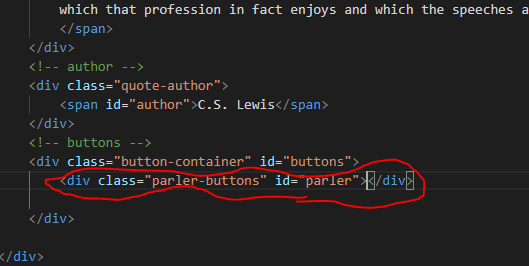 which that profession in fact enjoys and which the speeches a
</span>
</div>
<!-- author -->
<div class="quote-author">
<span id="author">C.S. Lewis</span>
</div>
<!-- buttons -->
<div class="button-container" id="buttons">
<div class="parler-buttons" id="parler"></div>
</div>
</div>